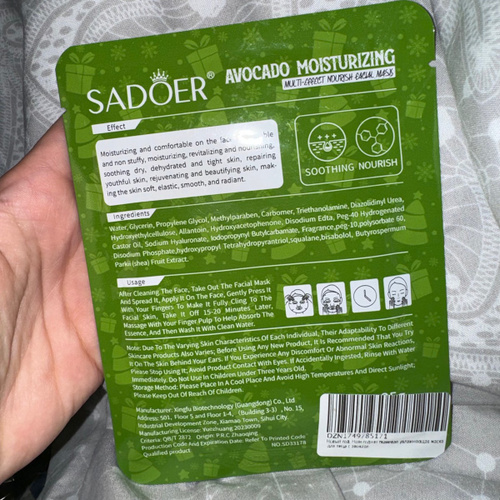 SADOER®
AVOCADO MOISTURIZING
MULTI-EFFECT NOURISH FACIAL MASK
Effect
Moisturizing and comfortable on the
and non stuffy, moisturizing, revitalizing and nourishing,
soothing dry, dehydrated and tight skin, repairing
youthful skin, rejuvenating and beautifying skin, mak-
ing the skin soft, elastic, smooth, and radiant.
SOOTHING NOURISH
Ingredients
Water, Glycerin, Propylene Glycol, Methylparaben, Carbomer, Triethanolamine, Diazolidinyl Urea,
Hydroxyethylcellulose, Allantoin, Hydroxyacetophenone, Disodium Edta, Peg-40 Hydrogenated
Castor Oil, Sodium Hyaluronate, Iodopropynyl Butylcarbamate, Fragrance,peg-10,polysorbate 60,
Disodium Phosphate,hydroxypropyl Tetrahydropyrantriol,squalane,bisabolol, Butyrospermum
Parkii (shea) Fruit Extract.
Usage
After Cleaning The Face, Take Out The Facial Mask
And Spread It, Apply It On The Face, Gently Press It
With Your Fingers To Make It Fully Cling To The
Facial Skin, Take It Off 15-20 Minutes Later,
Massage With Your Finger Pulp To Help Absorb The
Essence, And Then Wash It With Clean Water.
Note: Due To The Varying Skin Characteristics Of Each Individual, Their Adaptability To Different
Skincare Products Also Varies, Before Using Any New Product, It Is Recommended That You Try
It On The Skin Behind Your Ears. If You Experience Any Discomfort Or Abnormal Skin Reactions,
Please Stop Using It, Avoid Product Contact With Eyes. If Accidentally Ingested, Rinse With Water
Immediately. Do Not Use In Children Under Three Years Old.
Storage Method: Please Place In A Cool Place And Avoid High Temperatures And Direct Sunlight;
Please Keep Out Of Reach Of Children.
Manufacturer: Xinglu Biotechnology (Guangdong) Co., Ltd.
Address: 501, Floor 5 and Floor 1-4, (Building 3-3) , No. 15,
Industrial Development Zone, Xiamao Town, Sihui City.
Manufacturing License: Yunzhuang 20230009
Criteria: QB/T 2872 Origin: P.R.C Zhaoqing
Production Code And Expiration Date: Refer To Printed Code
Qualified product. NO SD33178
OZN1749785171